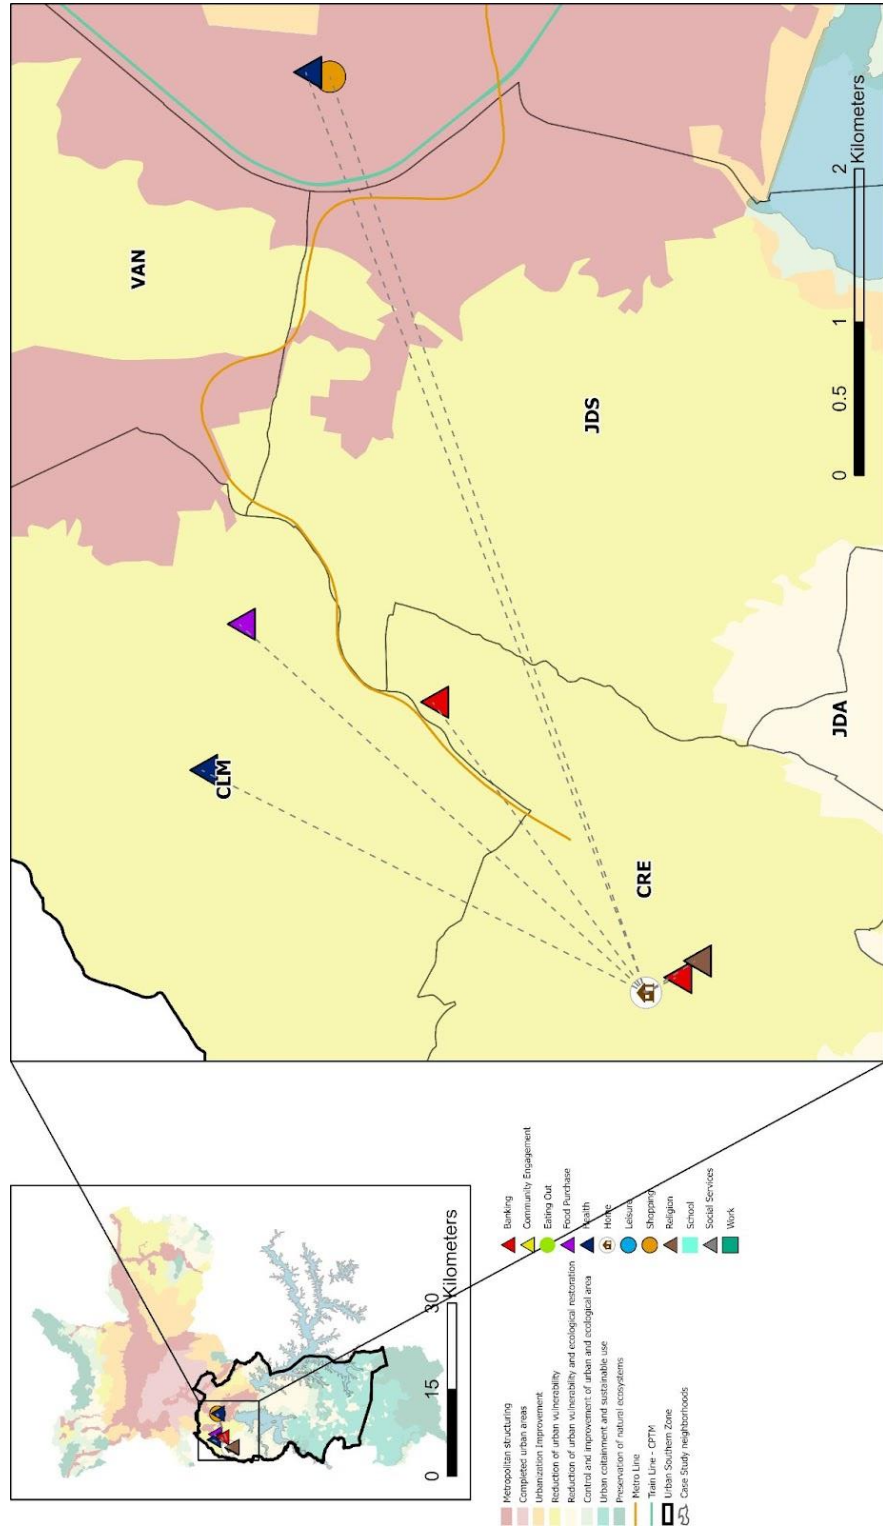 VAN
CLM
JDS
CRE
JDA
0 0.5 1 2
Kilometers
0 15 30
Kilometers
Metropolitan structuring
Completed urban areas
Urbanization Improvement
Reduction of urban vulnerability
Reduction of urban vulnerability and ecological restoration
Control and improvement of urban and ecological area
Urban coitainment and sustainable use
Preservation of natural ecosystems
Metro Line
Train Line - CPTM
Urban Southern Zone
Case Study neighborhoods
Banking
Community Engagement
Eating Out
Food Purchase
Health
Home
Leisure
Shopping
Religion
School
Social Services
Work